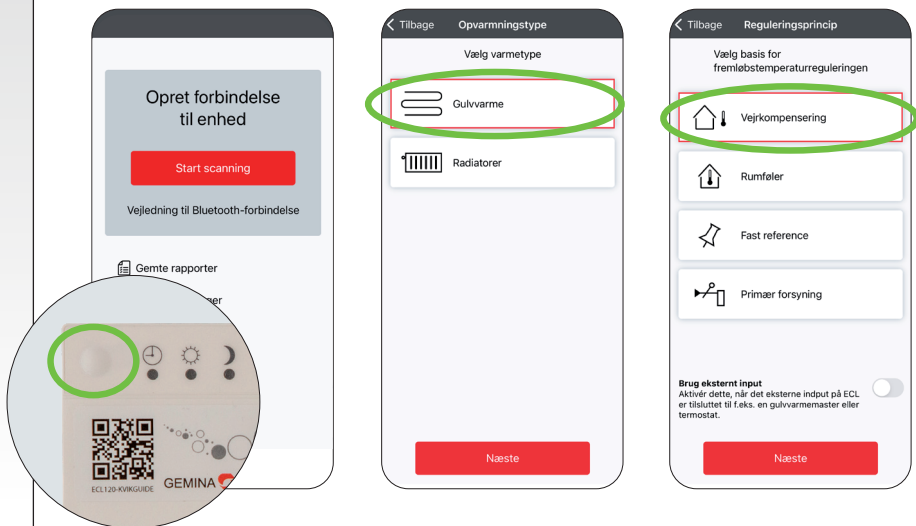 Opret forbindelse
til enhed
Start scanning
Vejledning til Bluetooth-forbindelse
Gemte rapporter
ECL120-KVIKGUIDE
GEMINA
Tilbage
Opvarmningstype
Vælg varmetype
Gulvvarme
Radiatorer
Næste
Tilbage
Reguleringsprincip
Vælg basis for
fremløbstemperaturreguleringen
Vejrkompensering
Rumføler
Fast reference
Primær forsyning
Brug eksternt input
Aktivér dette, når det eksterne indput på ECL
er tilsluttet til f.eks. en gulvvarmemaster eller
termostat.
Næste